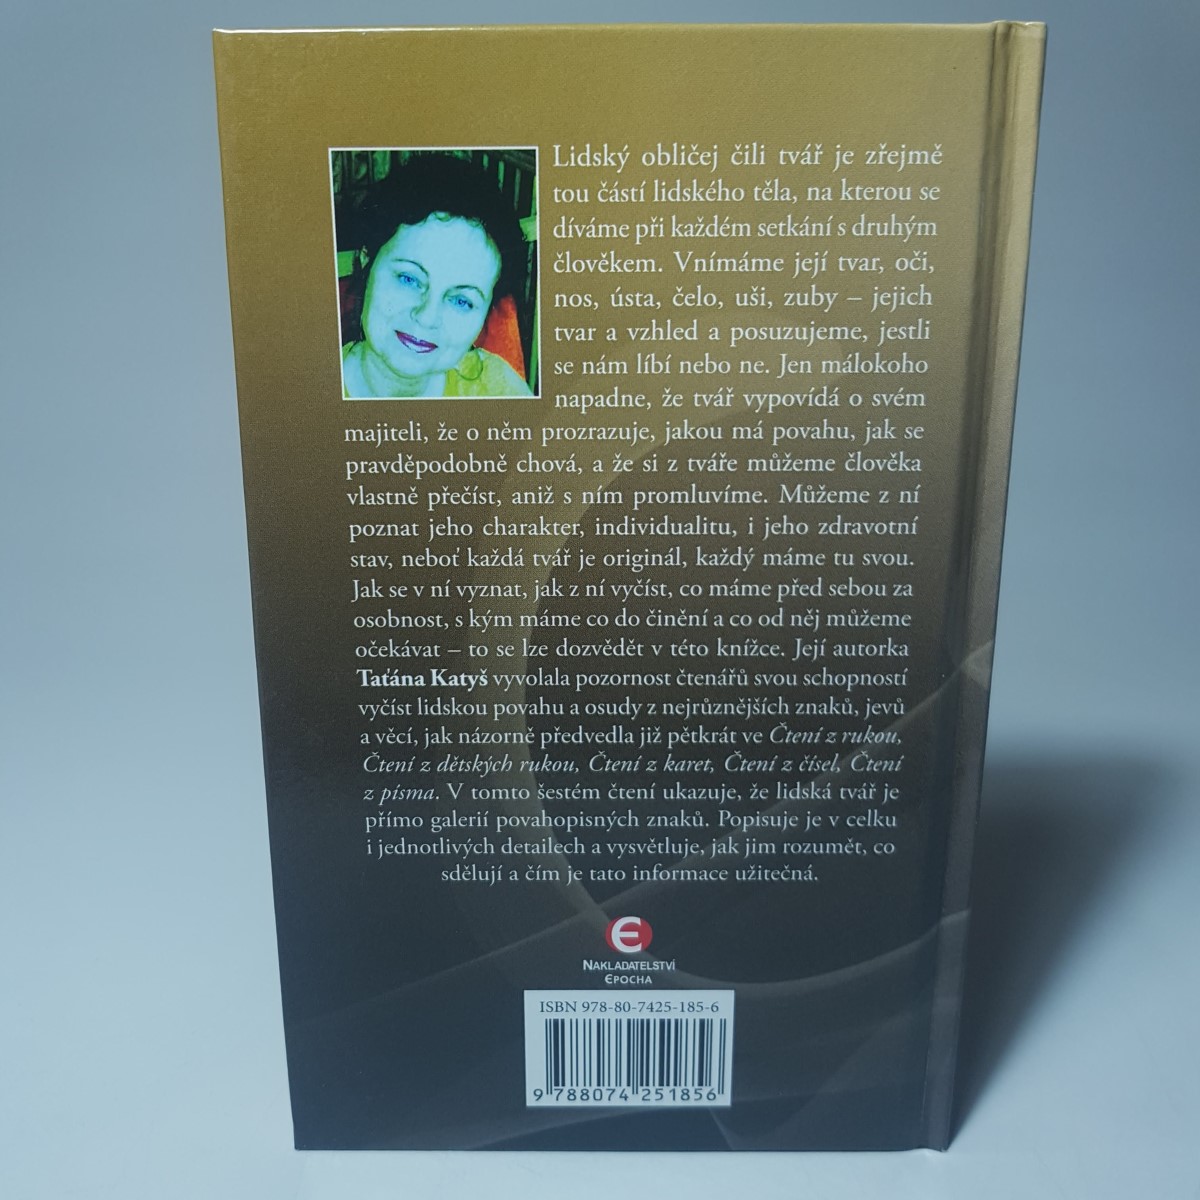 Lidský obličej čili tvář je zřejmě
tou částí lidského těla, na kterou se
díváme při každém setkání s druhým
člověkem. Vnímáme její tvar, oči,
nos, ústa, čelo, uši, zuby – jejich
tvar a vzhled a posuzujeme, jestli
se nám líbí nebo ne. Jen málokoho
napadne, že tvář vypovídá o svém
majiteli, že o něm prozrazuje, jakou má povahu, jak se
pravděpodobně chová, a že si z tváře můžeme člověka
vlastně přečíst, aniž s ním promluvíme. Můžeme z ní
poznat jeho charakter, individualitu, i jeho zdravotní
stav, neboť každá tvář je originál, každý máme tu svou.
Jak se v ní vyznat, jak z ní vyčíst, co máme před sebou za
osobnost, s kým máme co do činění a co od něj můžeme
očekávat – to se lze dozvědět v této knížce. Její autorka
Taťána Katyš vyvolala pozornost čtenářů svou schopností
vyčíst lidskou povahu a osudy z nejrůznějších znaků, jevů
a věcí, jak názorně předvedla již pětkrát ve Čtení z rukou,
Čtení z dětských rukou, Čtení z karet, Čtení z čísel, Čtení
z písma. V tomto šestém čtení ukazuje, že lidská tvář je
přímo galerií povahopisných znaků. Popisuje je v celku
i jednotlivých detailech a vysvětluje, jak jim rozumět, co
sdělují a čím je tato informace užitečná.
Є
NAKLADATELSTVÍ
ЄPOCHA
ISBN 978-80-7425-185-6
9 788074 251856